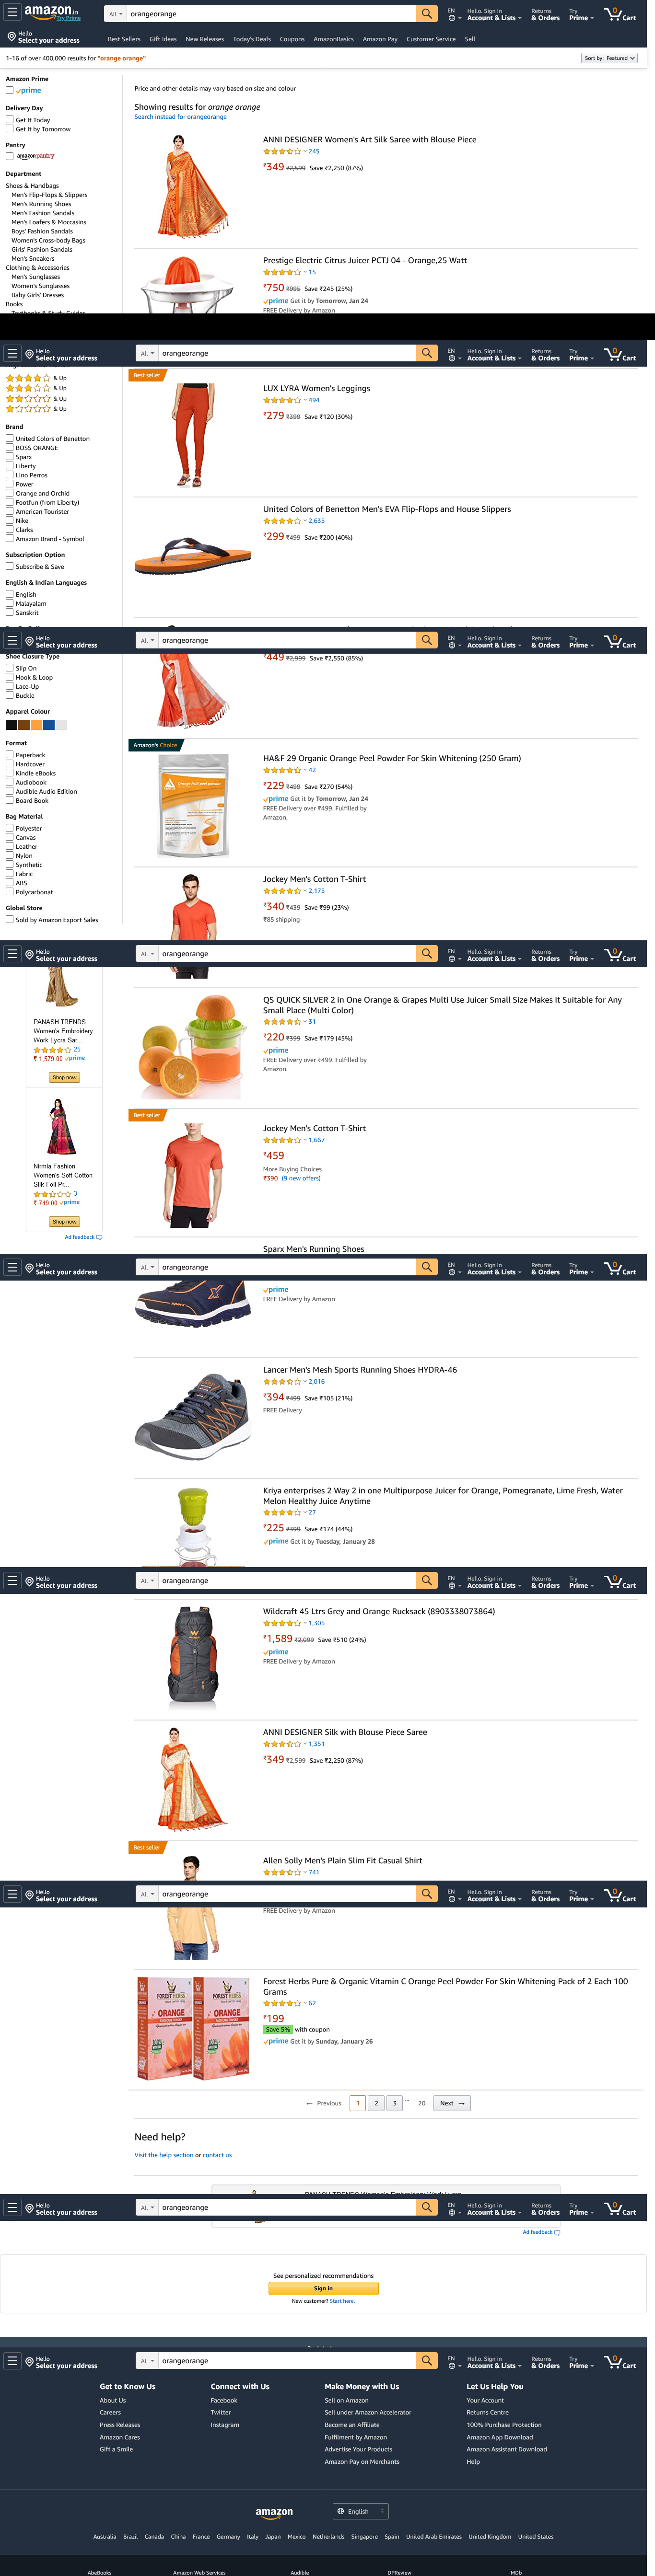 amazon.in
Try Prime
All
orangeorange
EN
Hello. Sign in
Account & Lists
Returns
& Orders
Try
Prime
0
Cart
Hello
Select your address
Best Sellers
Gift Ideas
New Releases
Today's Deals
Coupons
AmazonBasics
Amazon Pay
Customer Service
Sell
1-16 of over 400,000 results for "orange orange"
Sort by: Featured
Amazon Prime
prime
Delivery Day
Get It Today
Get It by Tomorrow
Pantry
amazonpantry
Department
Shoes & Handbags
Men's Flip-Flops & Slippers
Men's Running Shoes
Men's Fashion Sandals
Men's Loafers & Moccasins
Boys' Fashion Sandals
Women's Cross-body Bags
Girls' Fashion Sandals
Men's Sneakers
Clothing & Accessories
Men's Sunglasses
Women's Sunglasses
Baby Girls' Dresses
Books
Price and other details may vary based on size and colour
Showing results for orange orange
Search instead for orangeorange
ANNI DESIGNER Women's Art Silk Saree with Blouse Piece
245
₹349 ₹2,599 Save ₹2,250 (87%)
Prestige Electric Citrus Juicer PCTJ 04 - Orange,25 Watt
15
₹750 ₹995 Save ₹245 (25%)
prime Get it by Tomorrow, Jan 24
FREE Delivery by Amazon
Hello
Select your address
All
orangeorange
EN
Hello. Sign in
Account & Lists
Returns
& Orders
Try
Prime
0
Cart
& Up
& Up
& Up
& Up
Brand
United Colors of Benetton
BOSS ORANGE
Sparx
Liberty
Lino Perros
Power
Orange and Orchid
Footfun (from Liberty)
American Tourister
Nike
Clarks
Amazon Brand - Symbol
Subscription Option
Subscribe & Save
English & Indian Languages
English
Malayalam
Sanskrit
Best seller
LUX LYRA Women's Leggings
494
₹279 ₹399 Save ₹120 (30%)
United Colors of Benetton Men's EVA Flip-Flops and House Slippers
2,635
₹299 ₹499 Save ₹200 (40%)
Hello
Select your address
All
orangeorange
EN
Hello. Sign in
Account & Lists
Returns
& Orders
Try
Prime
0
Cart
Shoe Closure Type
Slip On
Hook & Loop
Lace-Up
Buckle
Apparel Colour
Format
Paperback
Hardcover
Kindle eBooks
Audiobook
Audible Audio Edition
Board Book
Bag Material
Polyester
Canvas
Leather
Nylon
Synthetic
Fabric
ABS
Polycarbonat
Global Store
Sold by Amazon Export Sales
₹449 ₹2,999 Save ₹2,550 (85%)
Amazon's Choice
HA&F 29 Organic Orange Peel Powder For Skin Whitening (250 Gram)
42
₹229 ₹499 Save ₹270 (54%)
prime Get it by Tomorrow, Jan 24
FREE Delivery over ₹499. Fulfilled by
Amazon.
Jockey Men's Cotton T-Shirt
2,175
₹340 ₹439 Save ₹99 (23%)
₹85 shipping
Hello
Select your address
All
orangeorange
EN
Hello. Sign in
Account & Lists
Returns
& Orders
Try
Prime
0
Cart
PANASH TRENDS
Women's Embroidery
Work Lycra Sar...
25
₹ 1,579.00 prime
Shop now
Nirmla Fashion
Women's Soft Cotton
Silk Foil Pr...
3
₹ 749.00 prime
Shop now
Ad feedback
QS QUICK SILVER 2 in One Orange & Grapes Multi Use Juicer Small Size Makes It Suitable for Any
Small Place (Multi Color)
31
₹220 ₹399 Save ₹179 (45%)
prime
FREE Delivery over ₹499. Fulfilled by
Amazon.
Best seller
Jockey Men's Cotton T-Shirt
1,667
₹459
More Buying Choices
₹390 (9 new offers)
Sparx Men's Running Shoes
Hello
Select your address
All
orangeorange
EN
Hello. Sign in
Account & Lists
Returns
& Orders
Try
Prime
0
Cart
prime
FREE Delivery by Amazon
Lancer Men's Mesh Sports Running Shoes HYDRA-46
2,016
₹394 ₹499 Save ₹105 (21%)
FREE Delivery
Kriya enterprises 2 Way 2 in one Multipurpose Juicer for Orange, Pomegranate, Lime Fresh, Water
Melon Healthy Juice Anytime
27
₹225 ₹399 Save ₹174 (44%)
prime Get it by Tuesday, January 28
Hello
Select your address
All
orangeorange
EN
Hello. Sign in
Account & Lists
Returns
& Orders
Try
Prime
0
Cart
Wildcraft 45 Ltrs Grey and Orange Rucksack (8903338073864)
1,305
₹1,589 ₹2,099 Save ₹510 (24%)
prime
FREE Delivery by Amazon
ANNI DESIGNER Silk with Blouse Piece Saree
1,351
₹349 ₹2,599 Save ₹2,250 (87%)
Best seller
Allen Solly Men's Plain Slim Fit Casual Shirt
741
Hello
Select your address
All
orangeorange
EN
Hello. Sign in
Account & Lists
Returns
& Orders
Try
Prime
0
Cart
FREE Delivery by Amazon
FOREST HERBS
ORANGE
FOREST HERBS
ORANGE
Forest Herbs Pure & Organic Vitamin C Orange Peel Powder For Skin Whitening Pack of 2 Each 100
Grams
62
₹199
Save 5% with coupon
prime Get it by Sunday, January 26
← Previous
1
2
3
...
20
Next →
Need help?
Visit the help section or contact us
PANASH TRENDS Women's Embroidery Work Lycra
Hello
Select your address
All
orangeorange
EN
Hello. Sign in
Account & Lists
Returns
& Orders
Try
Prime
0
Cart
Ad feedback
See personalized recommendations
Sign in
New customer? Start here.
Hello
Select your address
All
orangeorange
EN
Hello. Sign in
Account & Lists
Returns
& Orders
Try
Prime
0
Cart
Get to Know Us
About Us
Careers
Press Releases
Amazon Cares
Gift a Smile
Connect with Us
Facebook
Twitter
Instagram
Make Money with Us
Sell on Amazon
Sell under Amazon Accelerator
Become an Affiliate
Fulfilment by Amazon
Advertise Your Products
Amazon Pay on Merchants
Let Us Help You
Your Account
Returns Centre
100% Purchase Protection
Amazon App Download
Amazon Assistant Download
Help
amazon
English
Australia Brazil Canada China France Germany Italy Japan Mexico Netherlands Singapore Spain United Arab Emirates United Kingdom United States
AbeBooks
Amazon Web Services
Audible
DPReview
IMDb